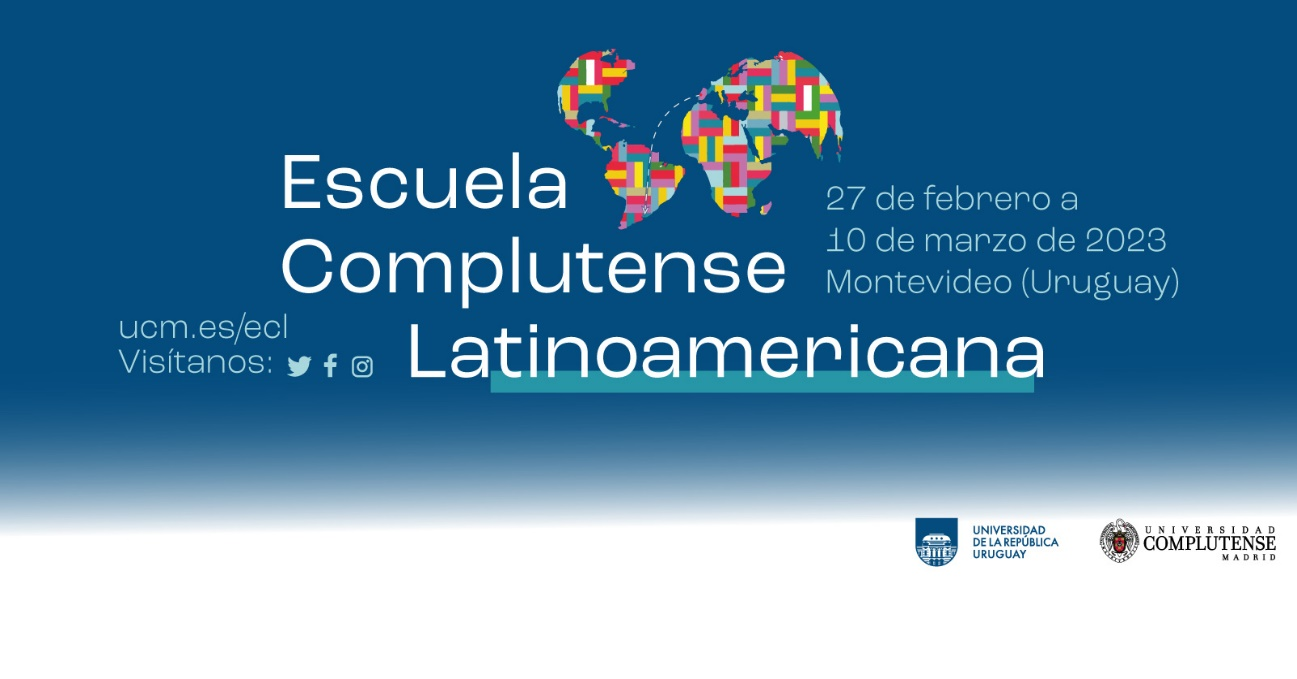 Escuela
Complutense
Latinoamericana
27 de febrero a
10 de marzo de 2023
Montevideo (Uruguay)
ucm.es/ecl
Visítanos:
UNIVERSIDAD
DE LA REPÚBLICA
URUGUAY
UNIVERSIDAD
COMPLUTENSE
MADRID